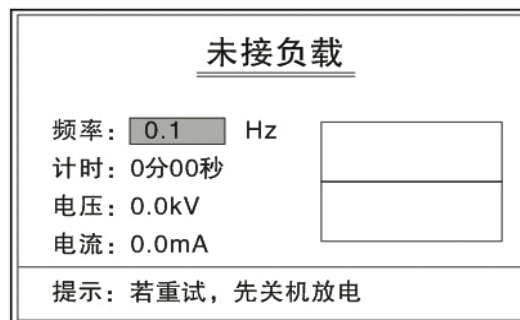 未接负载
频率: 0.1 Hz
计时: 0分00秒
电压: 0.0kV
电流: 0.0mA
提示: 若重试，先关机放电